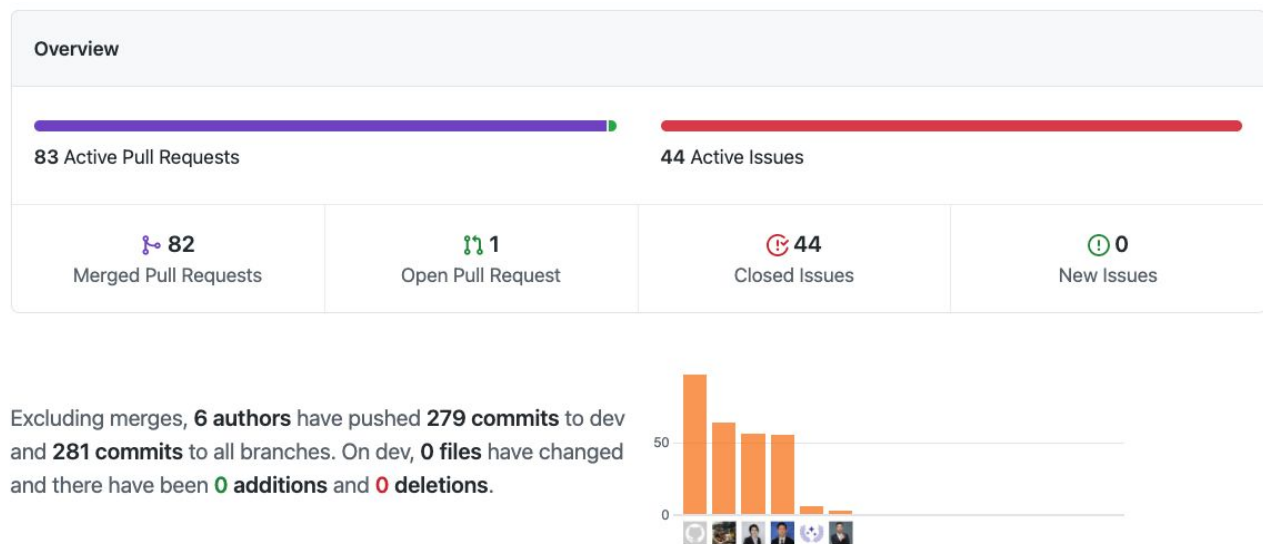 Overview
83 Active Pull Requests
44 Active Issues
82
Merged Pull Requests
1
Open Pull Request
44
Closed Issues
0
New Issues
Excluding merges, 6 authors have pushed 279 commits to dev
and 281 commits to all branches. On dev, 0 files have changed
and there have been 0 additions and 0 deletions.
50
0